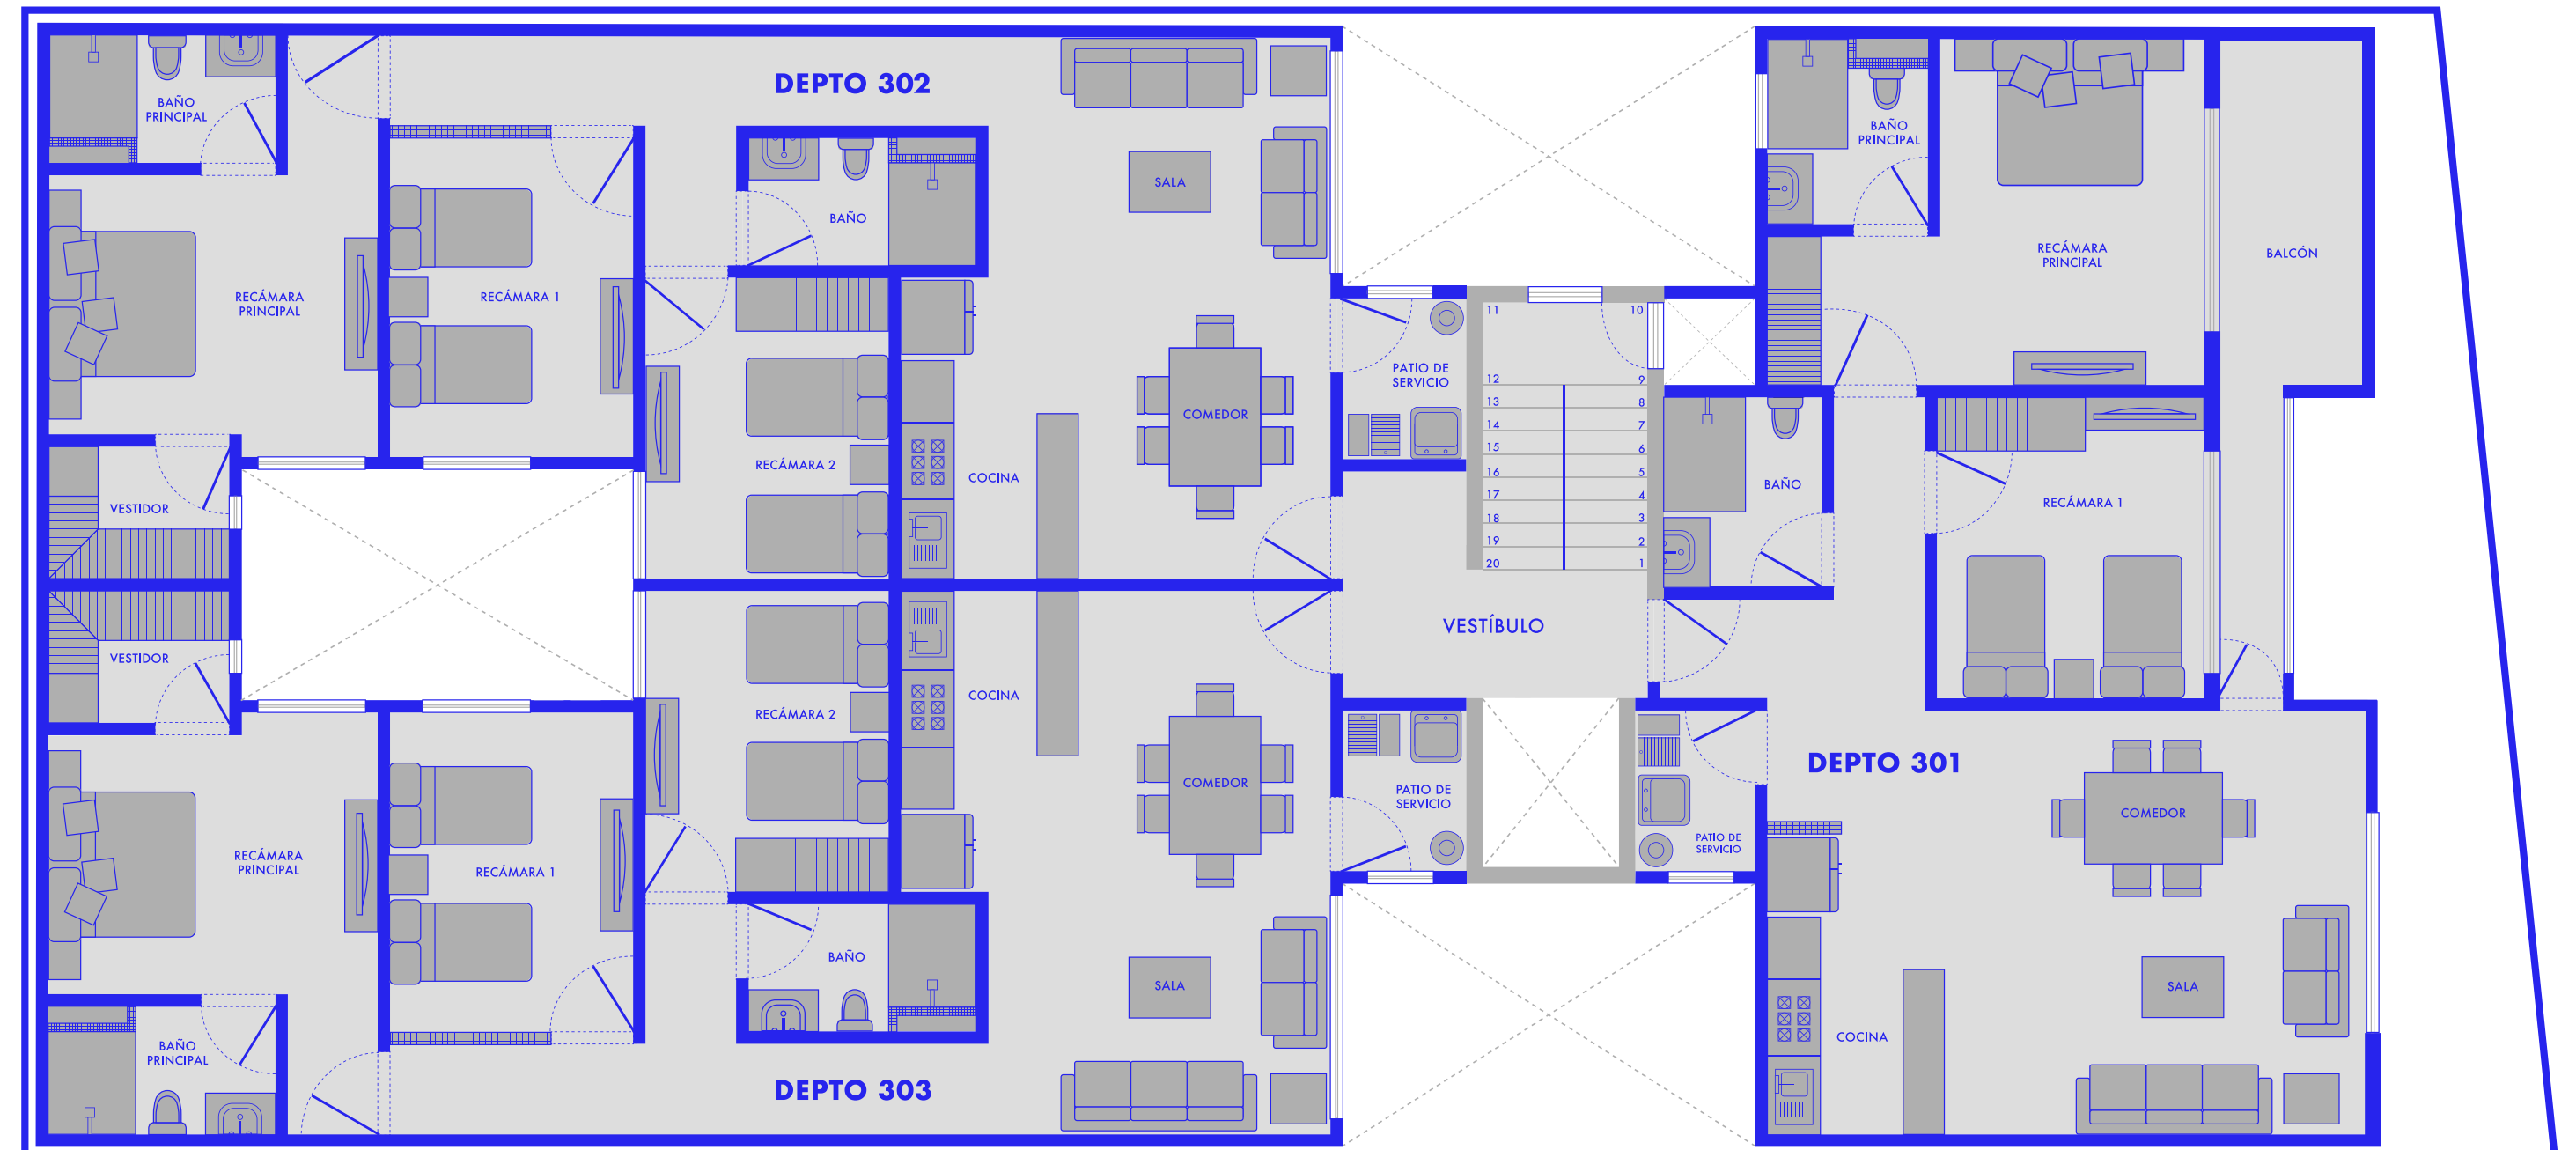 DEPTO 302
BAÑO
PRINCIPAL
RECÁMARA
PRINCIPAL
RECÁMARA 1
BAÑO
SALA
RECÁMARA 2
COCINA
COMEDOR
VESTIDOR
PATIO DE
SERVICIO
11
10
12
9
13
8
14
7
15
6
16
5
17
4
18
3
19
2
20
1
VESTÍBULO
BAÑO
PRINCIPAL
RECÁMARA
PRINCIPAL
BALCÓN
BAÑO
RECÁMARA 1
DEPTO 301
PATIO DE
SERVICIO
COMEDOR
SALA
COCINA
VESTIDOR
RECÁMARA 2
COCINA
COMEDOR
PATIO DE
SERVICIO
RECÁMARA
PRINCIPAL
RECÁMARA 1
BAÑO
SALA
BAÑO
PRINCIPAL
DEPTO 303